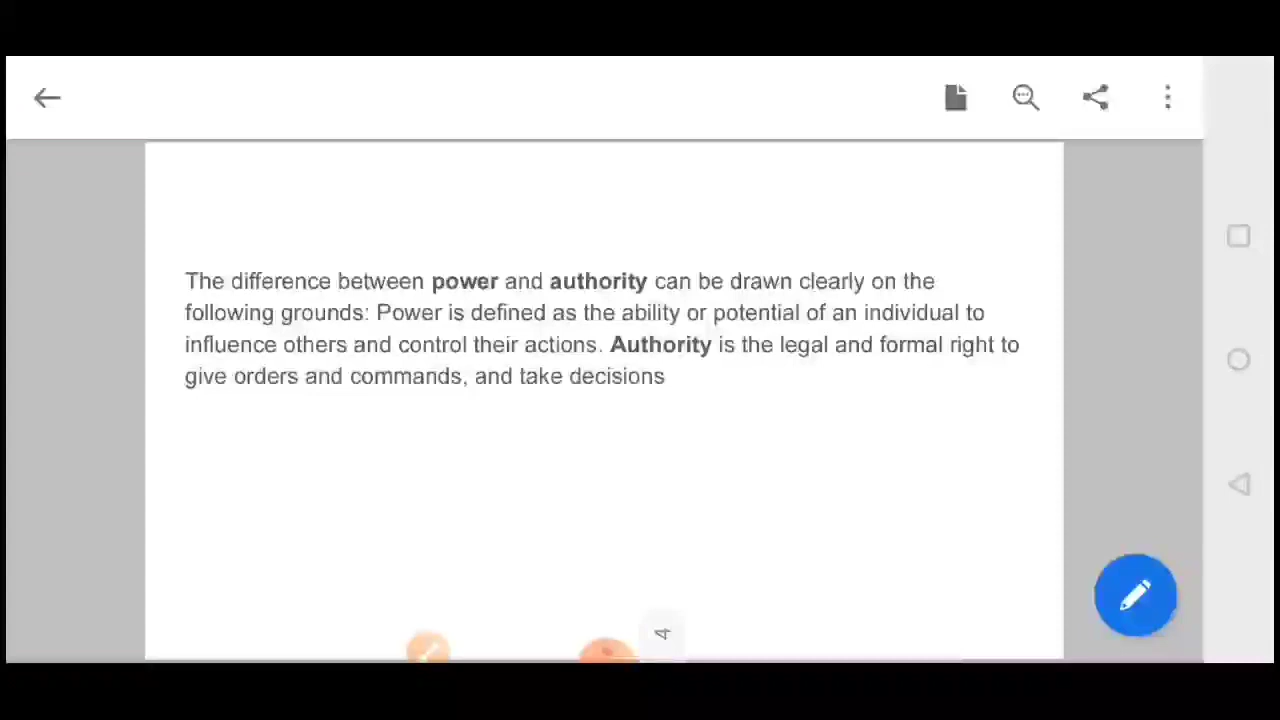 The difference between power and authority can be drawn clearly on the
following grounds: Power is defined as the ability or potential of an individual to
influence others and control their actions. Authority is the legal and formal right to
give orders and commands, and take decisions
4